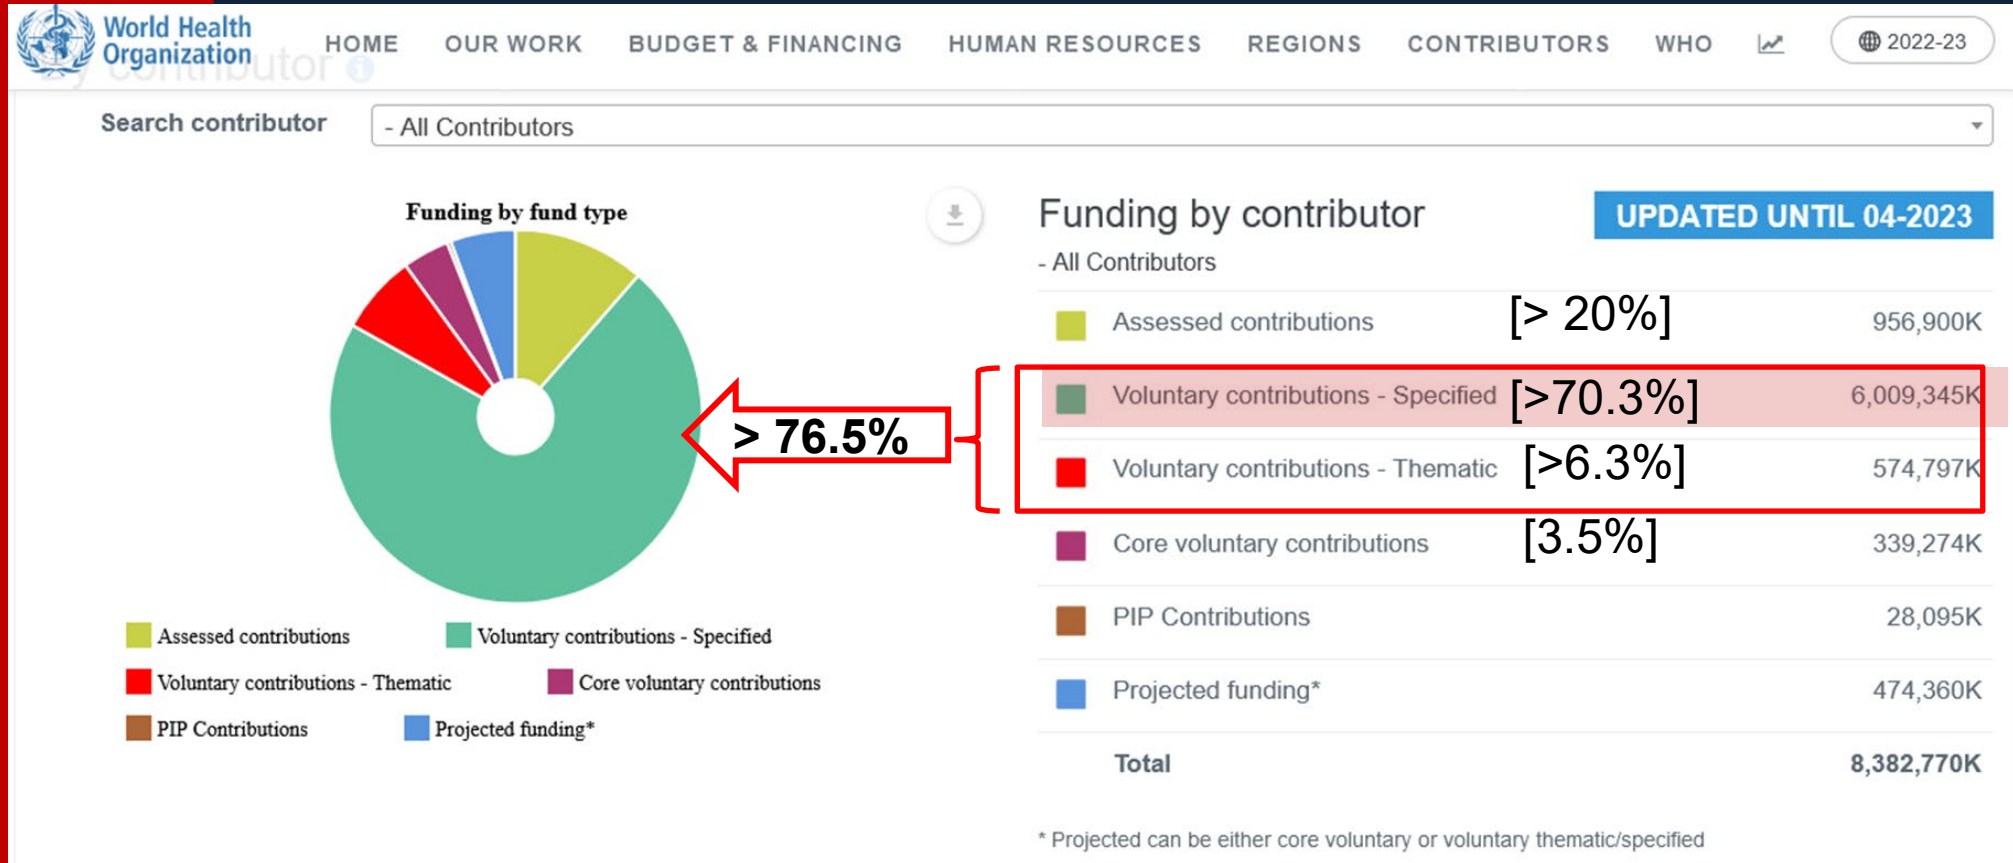 World Health
Organization
HOME OUR WORK BUDGET & FINANCING HUMAN RESOURCES REGIONS CONTRIBUTORS WHO 2022-23
By contributor
Search contributor - All Contributors
Funding by fund type
Assessed contributions Voluntary contributions - Specified
Voluntary contributions - Thematic Core voluntary contributions
PIP Contributions Projected funding*
> 76.5%
Funding by contributor UPDATED UNTIL 04-2023
- All Contributors
Assessed contributions [> 20%] 956,900K
Voluntary contributions - Specified [>70.3%] 6,009,345K
Voluntary contributions - Thematic [>6.3%] 574,797K
Core voluntary contributions [3.5%] 339,274K
PIP Contributions 28,095K
Projected funding* 474,360K
Total 8,382,770K
* Projected can be either core voluntary or voluntary thematic/specified